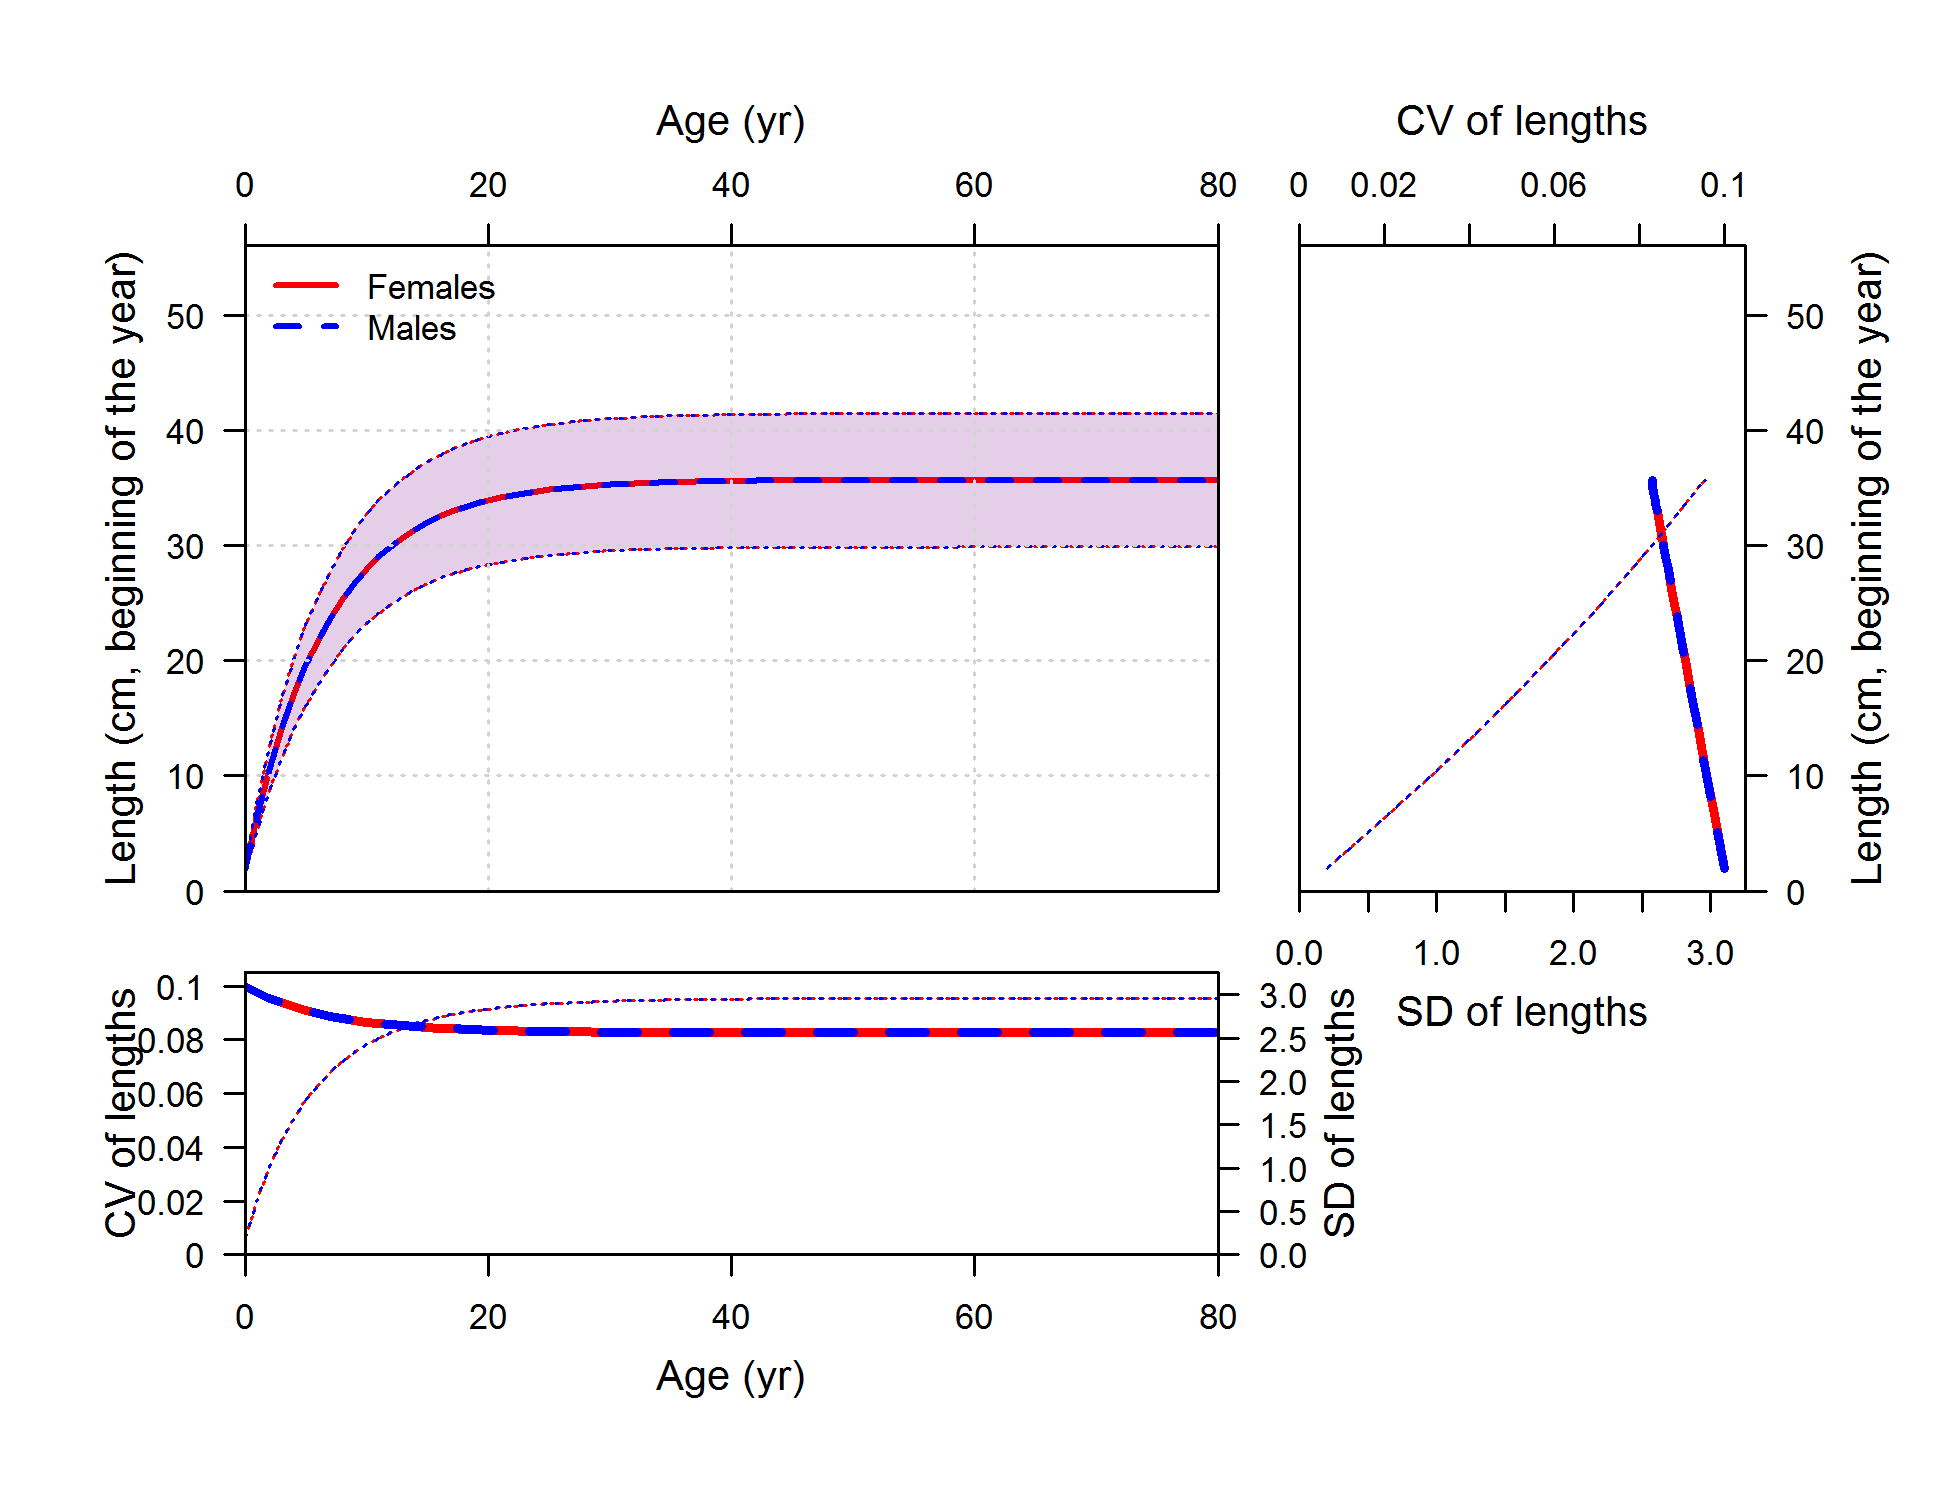 Age (yr)
CV of lengths
0 20 40 60 80
0 0.02 0.06 0.1
Length (cm, beginning of the year)
Females
Males
50
40
30
20
10
0
50
40
30
20
10
0
Length (cm, beginning of the year)
0.0 1.0 2.0 3.0
SD of lengths
CV of lengths
0.1
0.08
0.06
0.04
0.02
0
3.0
2.5
2.0
1.5
1.0
0.5
0.0
SD of lengths
0 20 40 60 80
Age (yr)